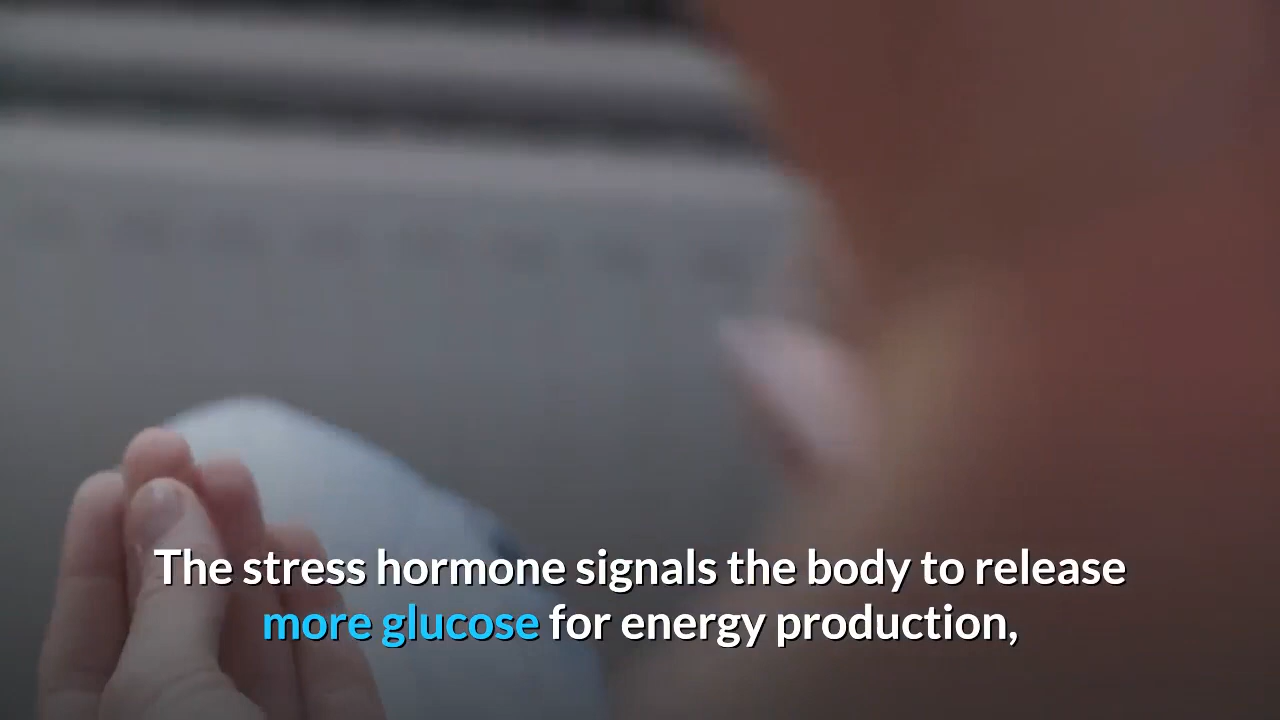 The stress hormone signals the body to release
more glucose for energy production,